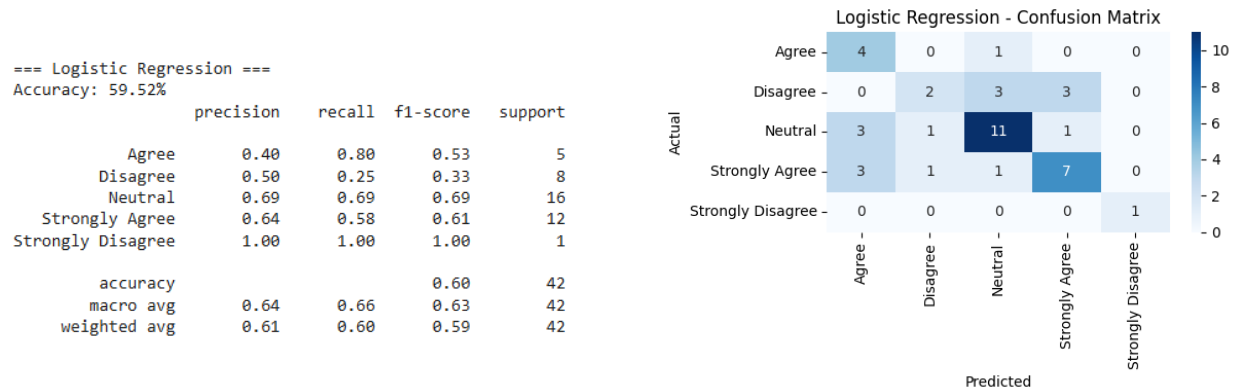 === Logistic Regression ===
Accuracy: 59.52%
precision recall f1-score support
Agree 0.40 0.80 0.53 5
Disagree 0.50 0.25 0.33 8
Neutral 0.69 0.69 0.69 16
Strongly Agree 0.64 0.58 0.61 12
Strongly Disagree 1.00 1.00 1.00 1
accuracy 0.60 42
macro avg 0.64 0.66 0.63 42
weighted avg 0.61 0.60 0.59 42
Logistic Regression - Confusion Matrix
Actual
Agree 4 0 1 0 0
Disagree 0 2 3 3 0
Neutral 3 1 11 1 0
Strongly Agree 3 1 1 7 0
Strongly Disagree 0 0 0 0 1
Agree
Disagree
Neutral
Strongly Agree
Strongly Disagree
Predicted
10
8
6
4
2
0